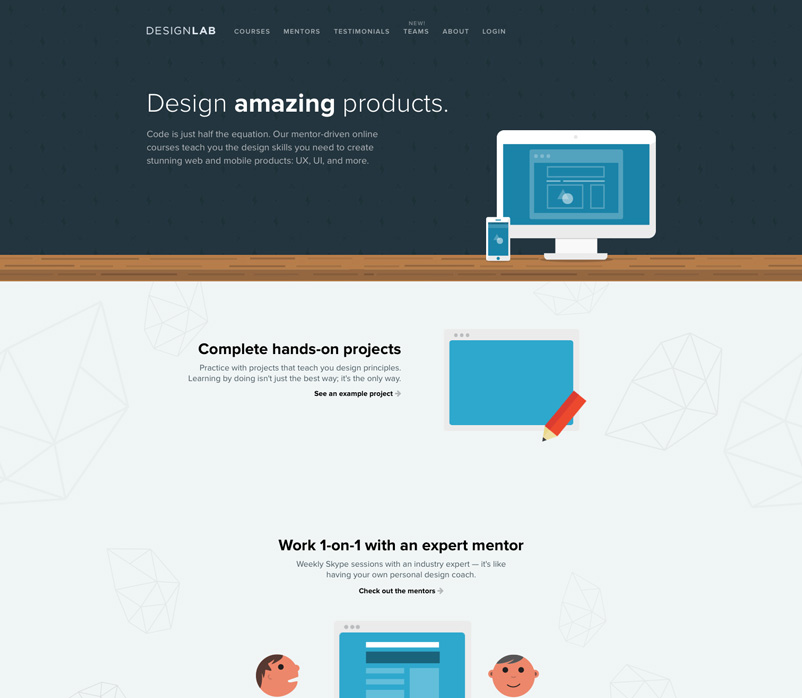 NEW!
DESIGNLAB COURSES MENTORS TESTIMONIALS TEAMS ABOUT LOGIN
Design amazing products.
Code is just half the equation. Our mentor-driven online
courses teach you the design skills you need to create
stunning web and mobile products: UX, UI, and more.
Complete hands-on projects
Practice with projects that teach you design principles.
Learning by doing isn't just the best way; it's the only way.
See an example project
Work 1-on-1 with an expert mentor
Weekly Skype sessions with an industry expert — it's like
having your own personal design coach.
Check out the mentors